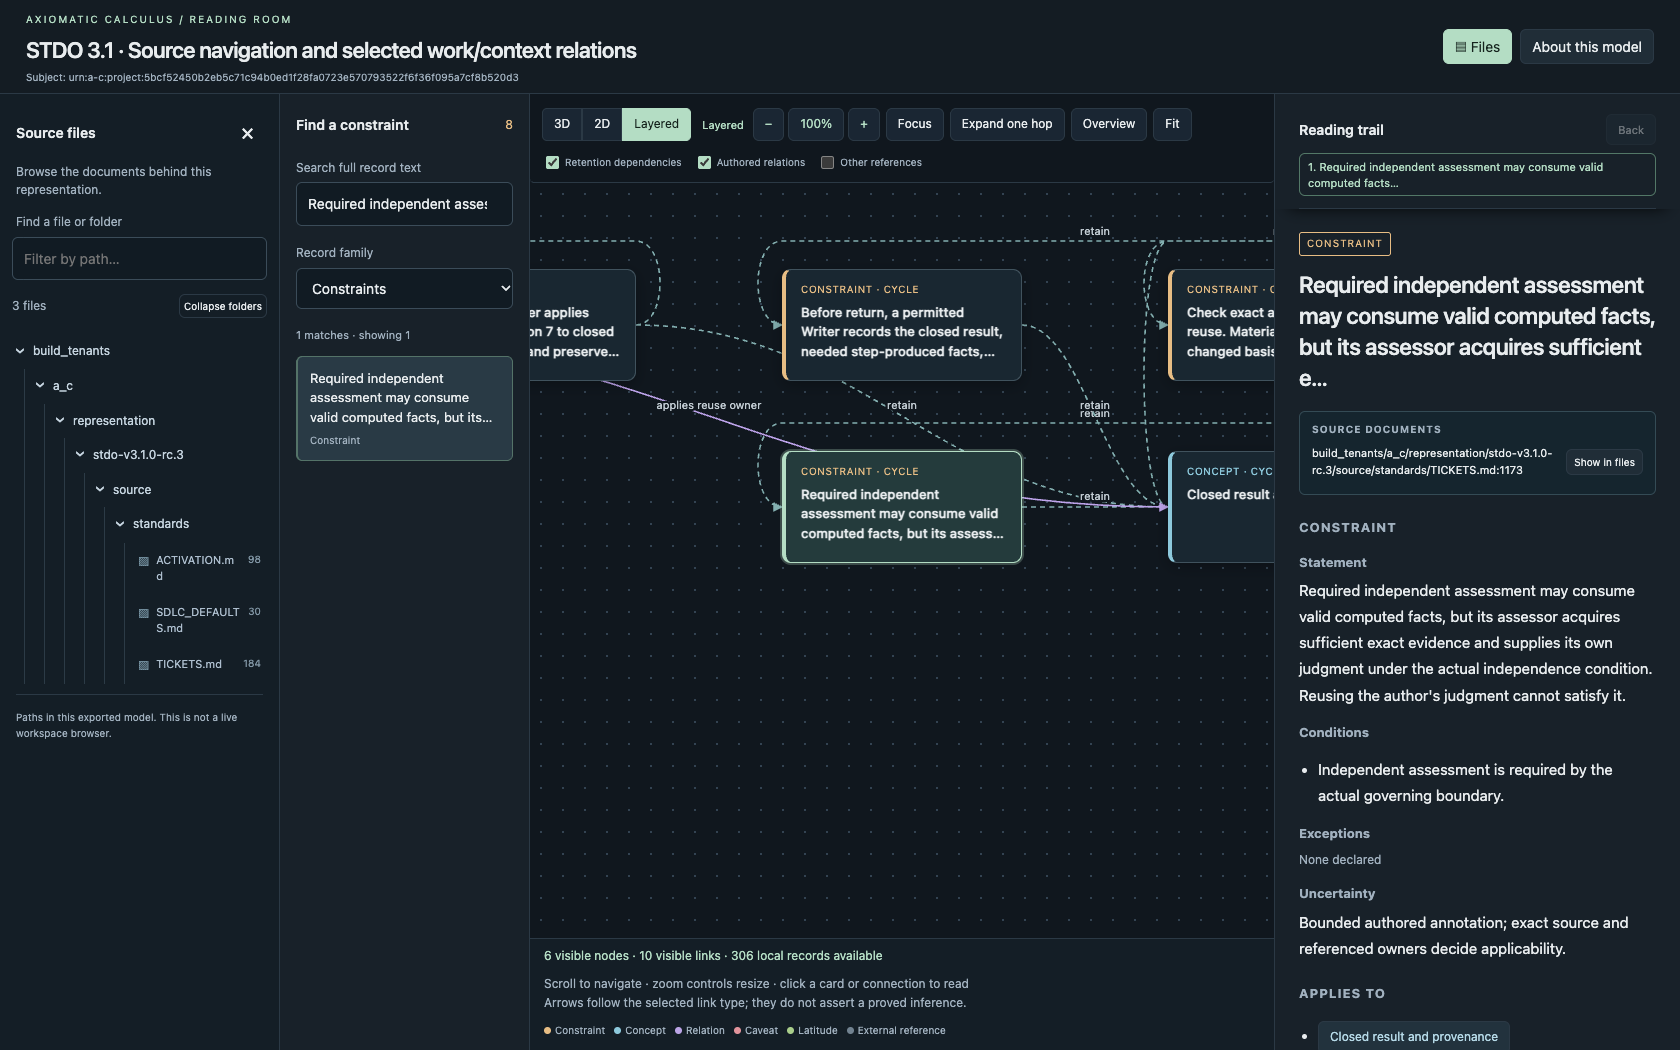 AXIOMATIC CALCULUS / READING ROOM
STDO 3.1 · Source navigation and selected work/context relations
Subject: urn:a-c:project:5bcf52450b2eb5c71c94b0ed1f28fa0723e570793522f6f36f095a7cf8b520d3
Files
About this model
Source files
Browse the documents behind this
representation.
Find a file or folder
Filter by path...
3 files
Collapse folders
build_tenants
a_c
representation
stdo-v3.1.0-rc.3
source
standards
ACTIVATION.m
d
98
SDLC_DEFAULT
S.md
30
TICKETS.md
184
Paths in this exported model. This is not a live
workspace browser.
Find a constraint
8
Search full record text
Required independent asses
Record family
Constraints
1 matches · showing 1
Required independent
assessment may consume
valid computed facts, but its...
Constraint
3D
2D
Layered
Layered
−
100%
+
Focus
Expand one hop
Overview
Fit
Retention dependencies
Authored relations
Other references
retain
er applies
on 7 to closed
and preserve...
CONSTRAINT · CYCLE
Before return, a permitted
Writer records the closed result,
needed step-produced facts,...
CONSTRAINT · C
Check exact a
reuse. Materia
changed basis
applies reuse owner
retain
retain
retain
CONSTRAINT · CYCLE
Required independent
assessment may consume valid
computed facts, but its assess...
retain
CONCEPT · CYC
Closed result
6 visible nodes · 10 visible links · 306 local records available
Scroll to navigate · zoom controls resize · click a card or connection to read
Arrows follow the selected link type; they do not assert a proved inference.
Constraint
Concept
Relation
Caveat
Latitude
External reference
Reading trail
Back
1. Required independent assessment may consume valid
computed facts...
CONSTRAINT
Required independent assessment
may consume valid computed facts,
but its assessor acquires sufficient
e...
SOURCE DOCUMENTS
build_tenants/a_c/representation/stdo-v3.1.0-
rc.3/source/standards/TICKETS.md:1173
Show in files
CONSTRAINT
Statement
Required independent assessment may consume
valid computed facts, but its assessor acquires
sufficient exact evidence and supplies its own
judgment under the actual independence condition.
Reusing the author's judgment cannot satisfy it.
Conditions
• Independent assessment is required by the
actual governing boundary.
Exceptions
None declared
Uncertainty
Bounded authored annotation; exact source and
referenced owners decide applicability.
APPLIES TO
• Closed result and provenance